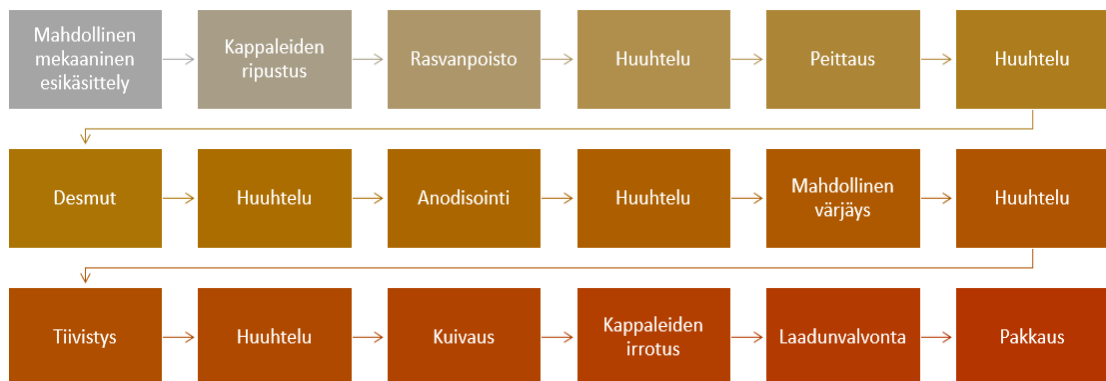 Mahdollinen
mekaaninen
esikäsittely
Kappaleiden
ripustus
Rasvanpoisto
Huuhtelu
Peittaus
Huuhtelu
Desmut
Huuhtelu
Anodisointi
Huuhtelu
Mahdollinen
värjäys
Huuhtelu
Tiivistys
Huuhtelu
Kuivaus
Kappaleiden
irrotus
Laadunvalvonta
Pakkaus